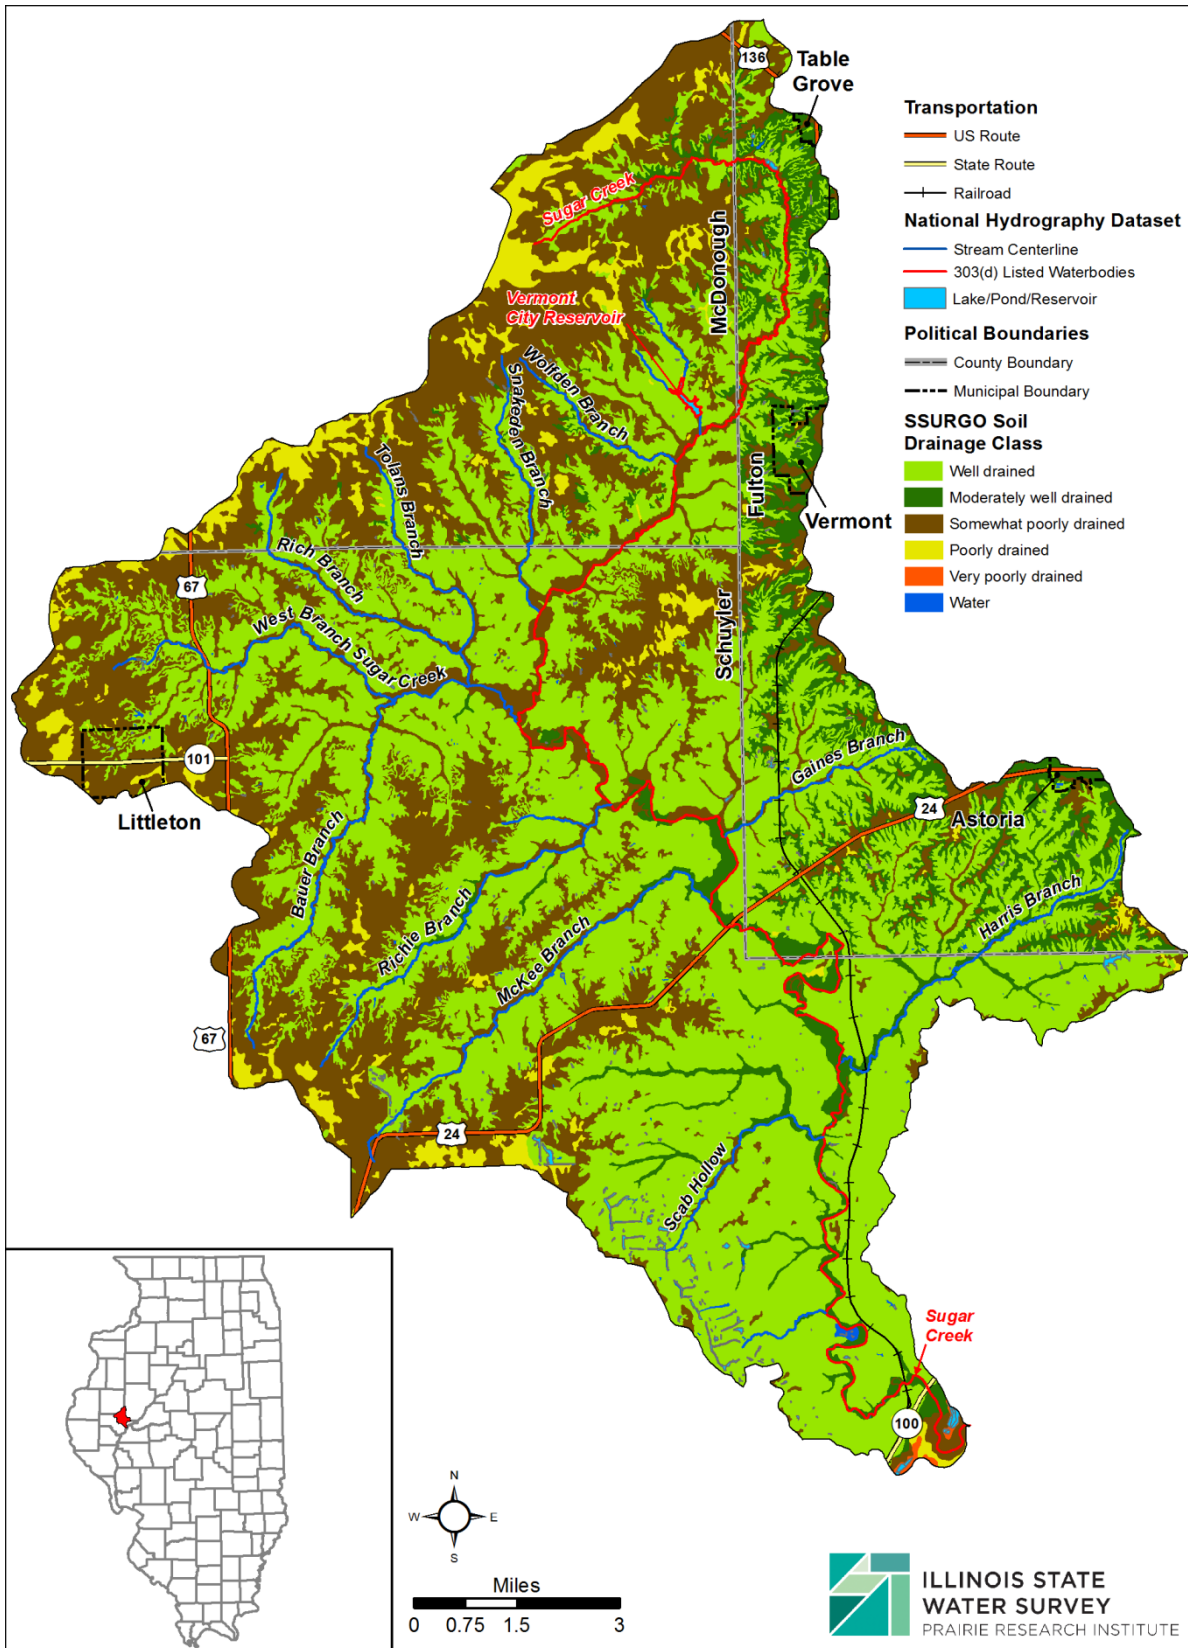 136
Table
Grove
Transportation
US Route
State Route
Railroad
National Hydrography Dataset
Stream Centerline
303(d) Listed Waterbodies
Lake/Pond/Reservoir
Political Boundaries
County Boundary
Municipal Boundary
SSURGO Soil
Drainage Class
Well drained
Moderately well drained
Somewhat poorly drained
Poorly drained
Very poorly drained
Water
Sugar Creek
McDonough
Vermont
City Reservoir
Wolfden Branch
Snakeden Branch
Tolans Branch
Fulton
Vermont
Rich Branch
67
West Branch Sugar Creek
Schuyler
101
Littleton
Gaines Branch
24
Astoria
Bauer Branch
Richie Branch
McKee Branch
Harris Branch
67
24
Scab Hollow
Sugar
Creek
100
N
W
E
S
Miles
0
0.75
1.5
3
ILLINOIS STATE
WATER SURVEY
PRAIRIE RESEARCH INSTITUTE